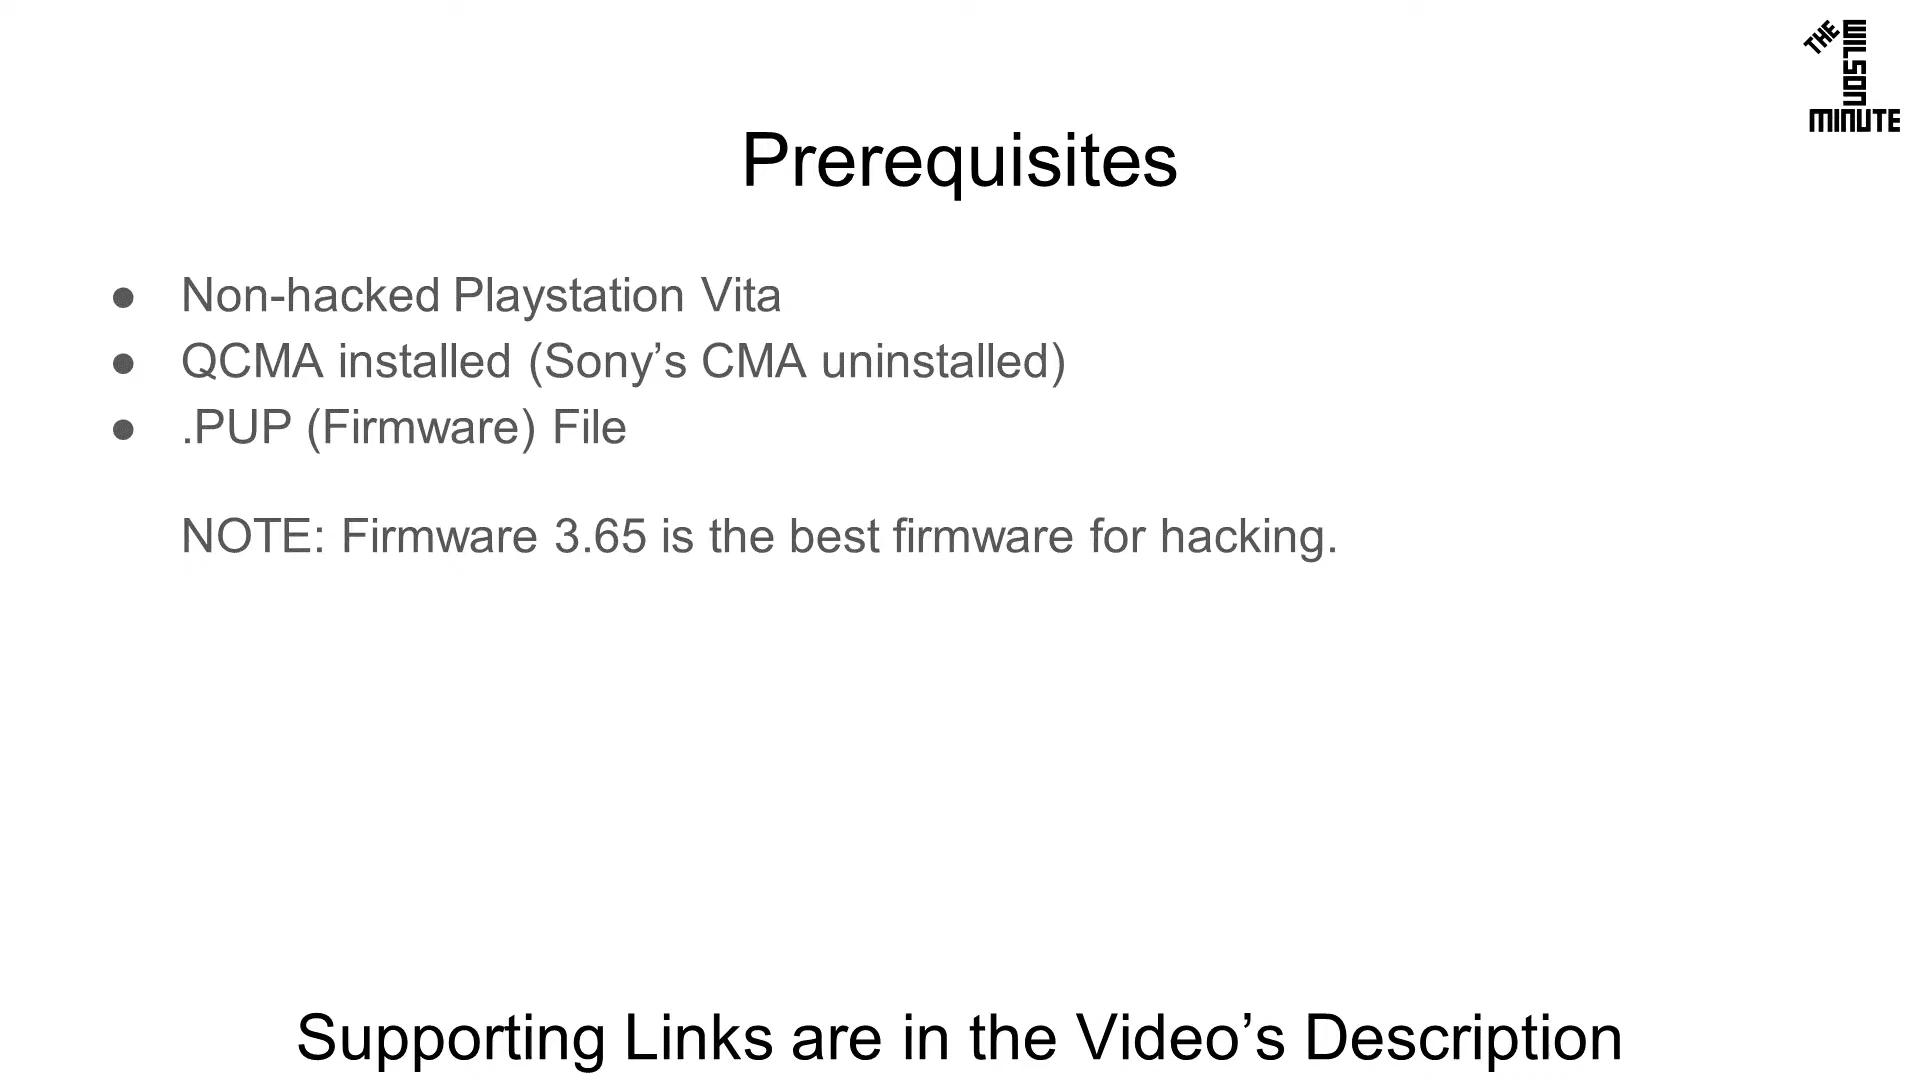 THE
WILSON
MINUTE
Prerequisites
● Non-hacked Playstation Vita
● QCMA installed (Sony’s CMA uninstalled)
● .PUP (Firmware) File
NOTE: Firmware 3.65 is the best firmware for hacking.
Supporting Links are in the Video’s Description